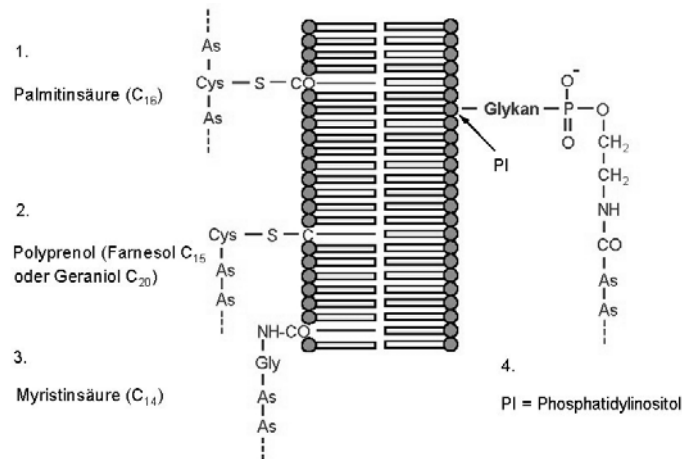 1.
Palmitinsäure (C16)
As
Cys — S — CO
As
2.
Polyprenol (Farnesol C15
oder Geraniol C20)
Cys — S — C
As
As
3.
Myristinsäure (C14)
NH-CO
Gly
As
As
Glykan — P — O
O-
O
CH2
CH2
NH
CO
As
As
PI
4.
PI = Phosphatidylinositol